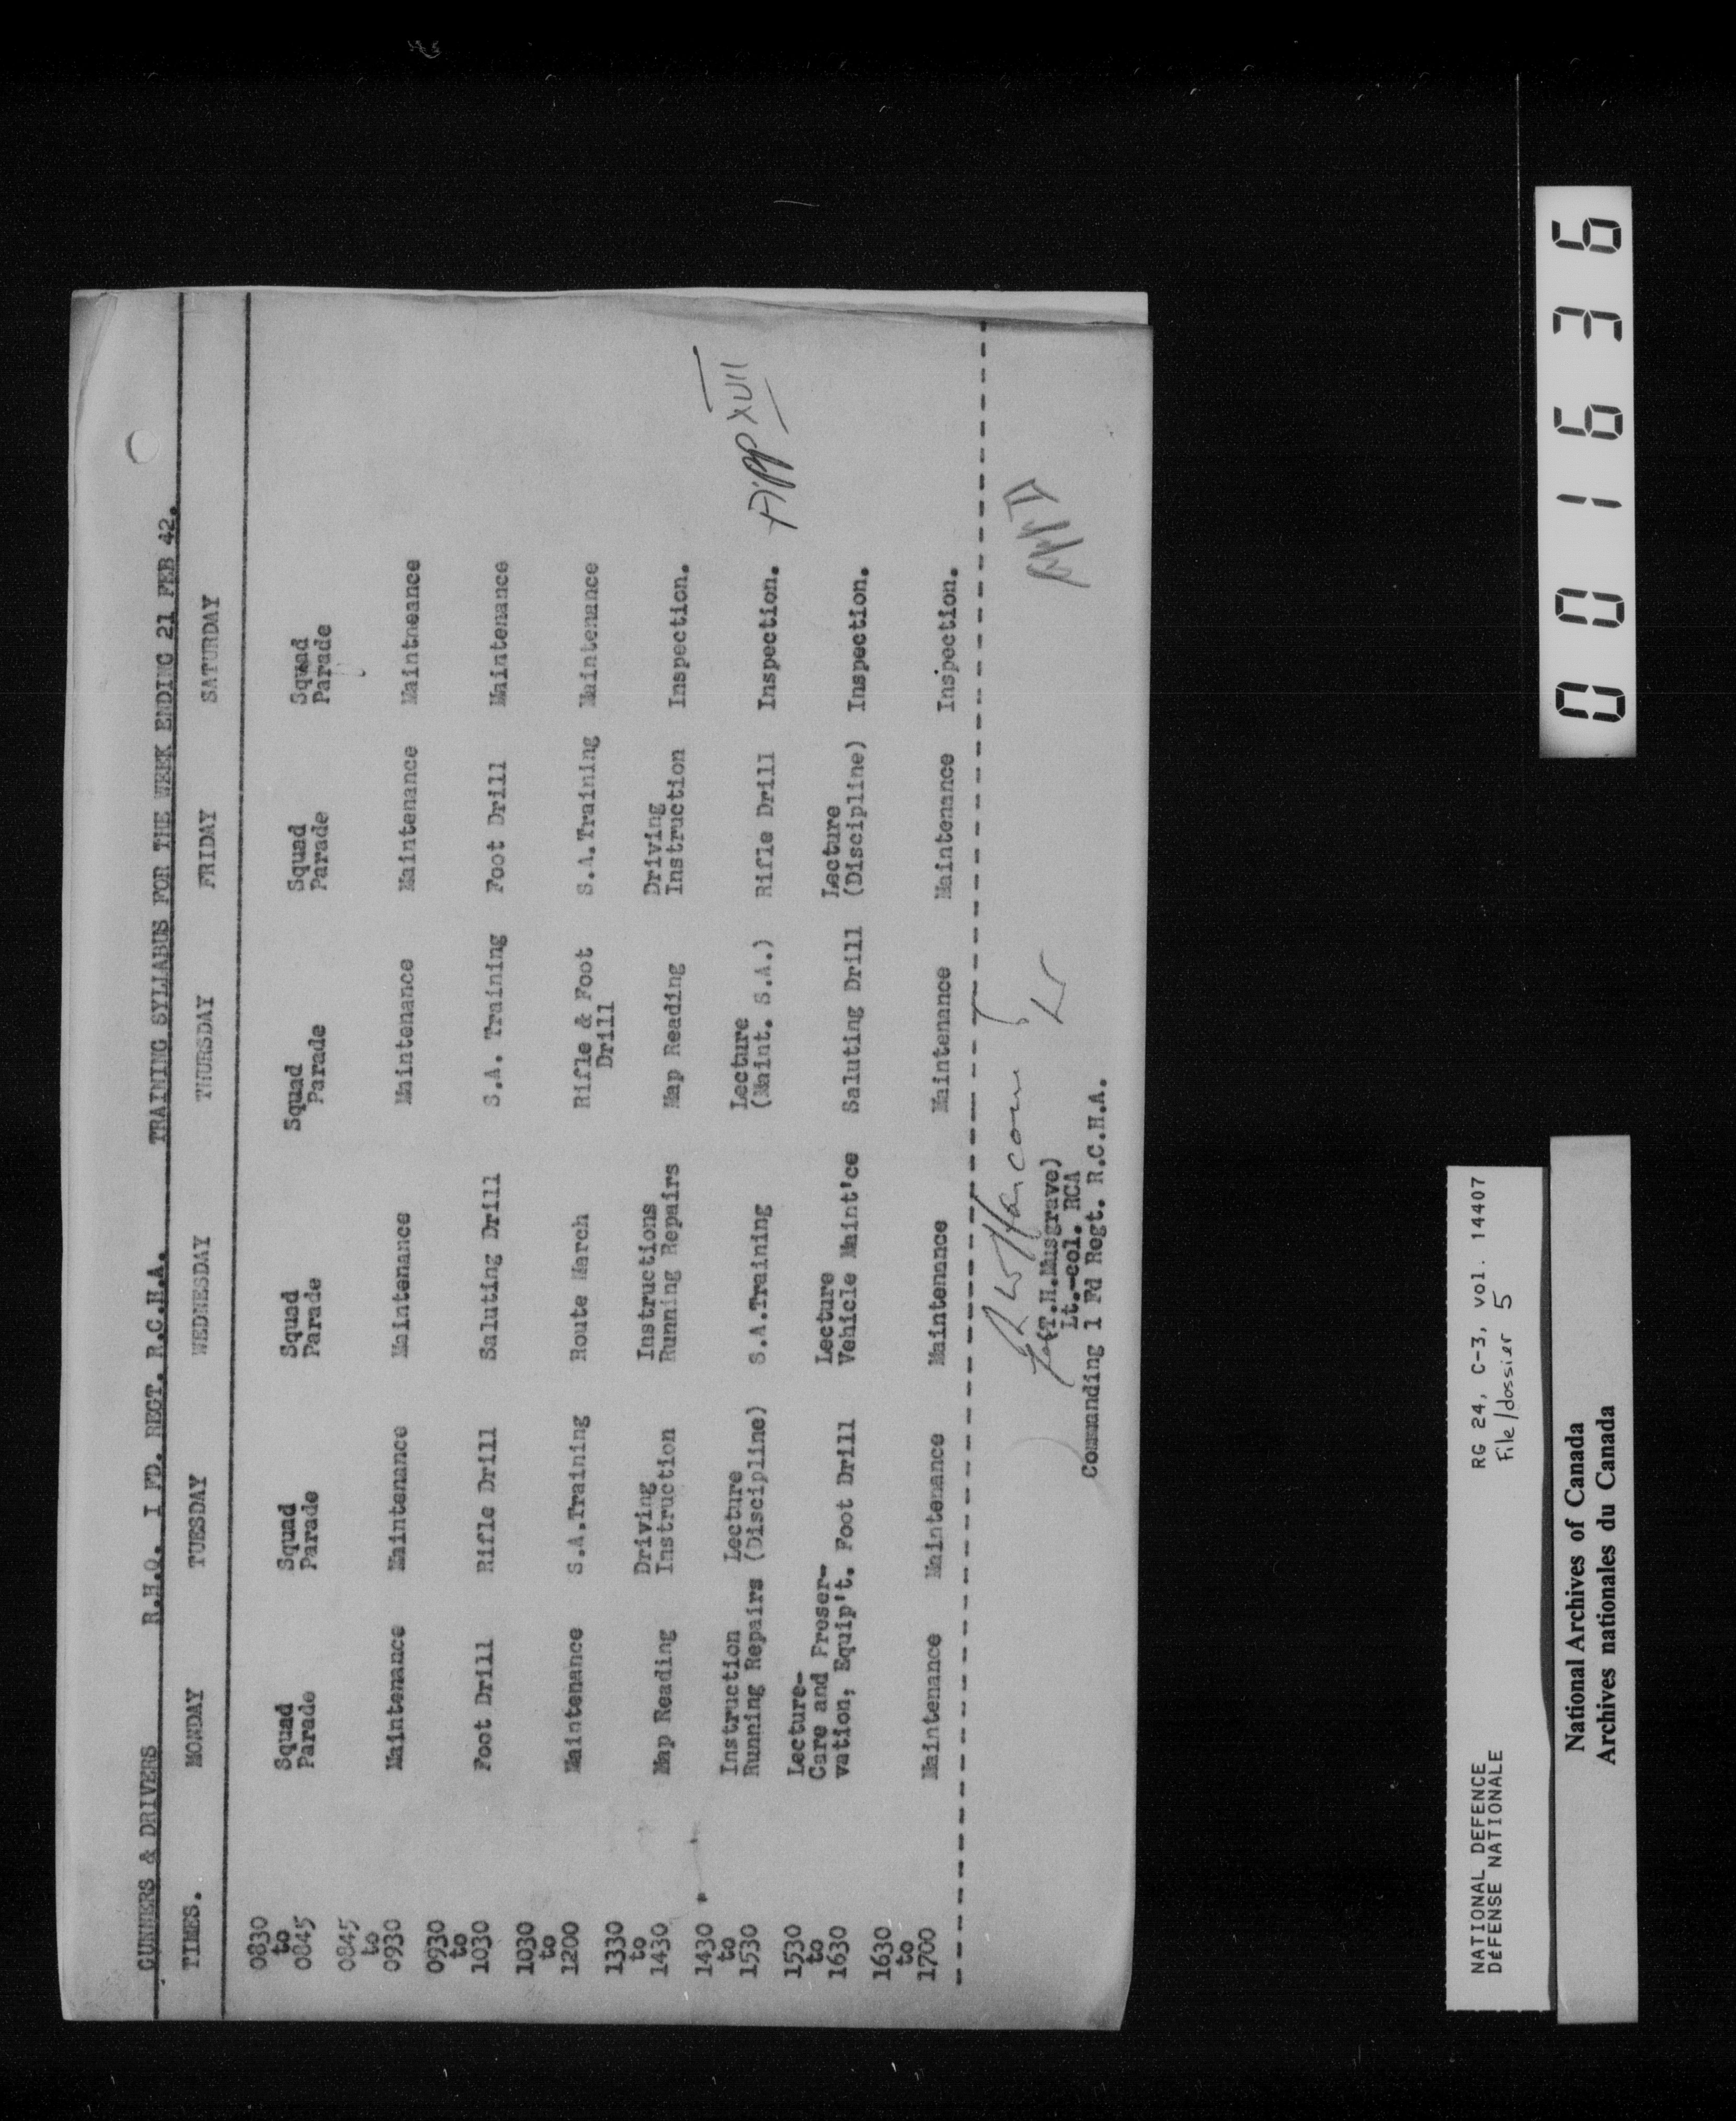 GUNNERS & DRIVERS R.H.Q. 1 FD. REGT. R.C.H.A. TRAINING SYLLABUS FOR THE WEEK ENDING 21 FEB 42.
TIMES. MONDAY TUESDAY WEDNESDAY THURSDAY FRIDAY SATURDAY
0830 to 0845 Squad Parade Squad Parade Squad Parade Squad Parade Squad Parade Squad Parade
0845 to 0930 Maintenance Maintenance Maintenance Maintenance Maintenance Maintneance
0930 to 1030 Foot Drill Rifle Drill Saluting Drill S.A. Training Foot Drill Maintenance
1030 to 1200 Maintenance S.A.Training Route March Rifle & Foot Drill S.A.Training Maintenance
1330 to 1430 Map Reading Driving Instruction Instructions Running Repairs Map Reading Driving Instruction Inspection.
1430 to 1530 Instruction Running Repairs Lecture (Discipline) S.A.Training Lecture (Maint. S.A.) Rifle Drill Inspection.
1530 to 1630 Lecture- Care and Preser- vation; Equip't. Foot Drill Lecture Vehicle Maint'ce Saluting Drill Lecture (Discipline) Inspection.
1630 to 1700 Maintenance Maintenance Maintenance Maintenance Maintenance Inspection.
App XVII
(T.H.Musgrave)
Lt.-col. RCA
Commanding 1 Fd Regt. R.C.H.A.
NATIONAL DEFENCE RG 24, C-3, vol. 14407
DÉFENSE NATIONALE File/dossier 5
National Archives of Canada
Archives nationales du Canada
001636